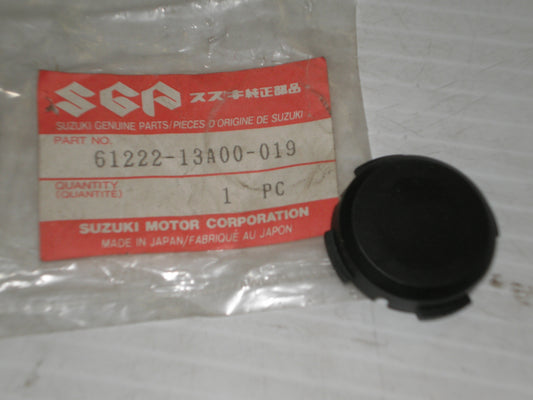 SGP スズキ純正部品
SUZUKI GENUINE PARTS/PIECES D'ORIGINE DE SUZUKI
PART NO.
61222-13A00-019
QUANTITY
(QUANTITE)
1 PC
SUZUKI MOTOR CORPORATION
MADE IN JAPAN/FABRIQUÉ AU JAPON